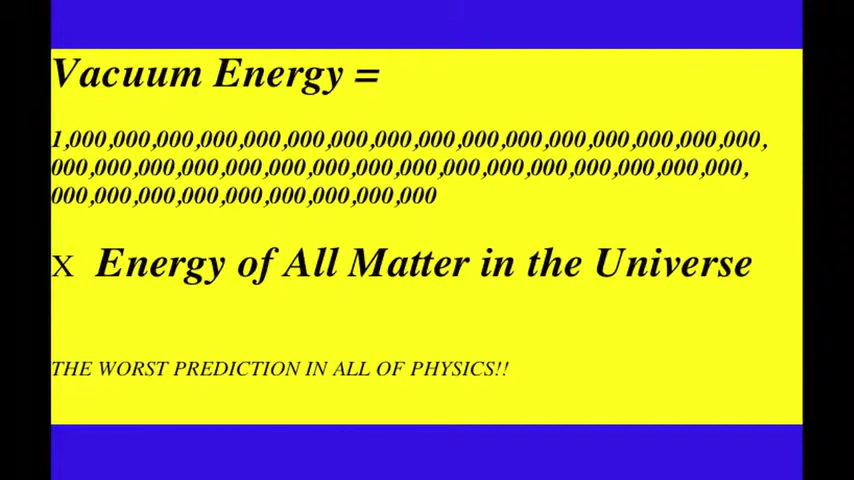 Vacuum Energy =
1,000,000,000,000,000,000,000,000,000,000,000,000,000,000,000,000,
000,000,000,000,000,000,000,000,000,000,000,000,000,000,000,000,
000,000,000,000,000,000,000,000,000
X Energy of All Matter in the Universe
THE WORST PREDICTION IN ALL OF PHYSICS!!